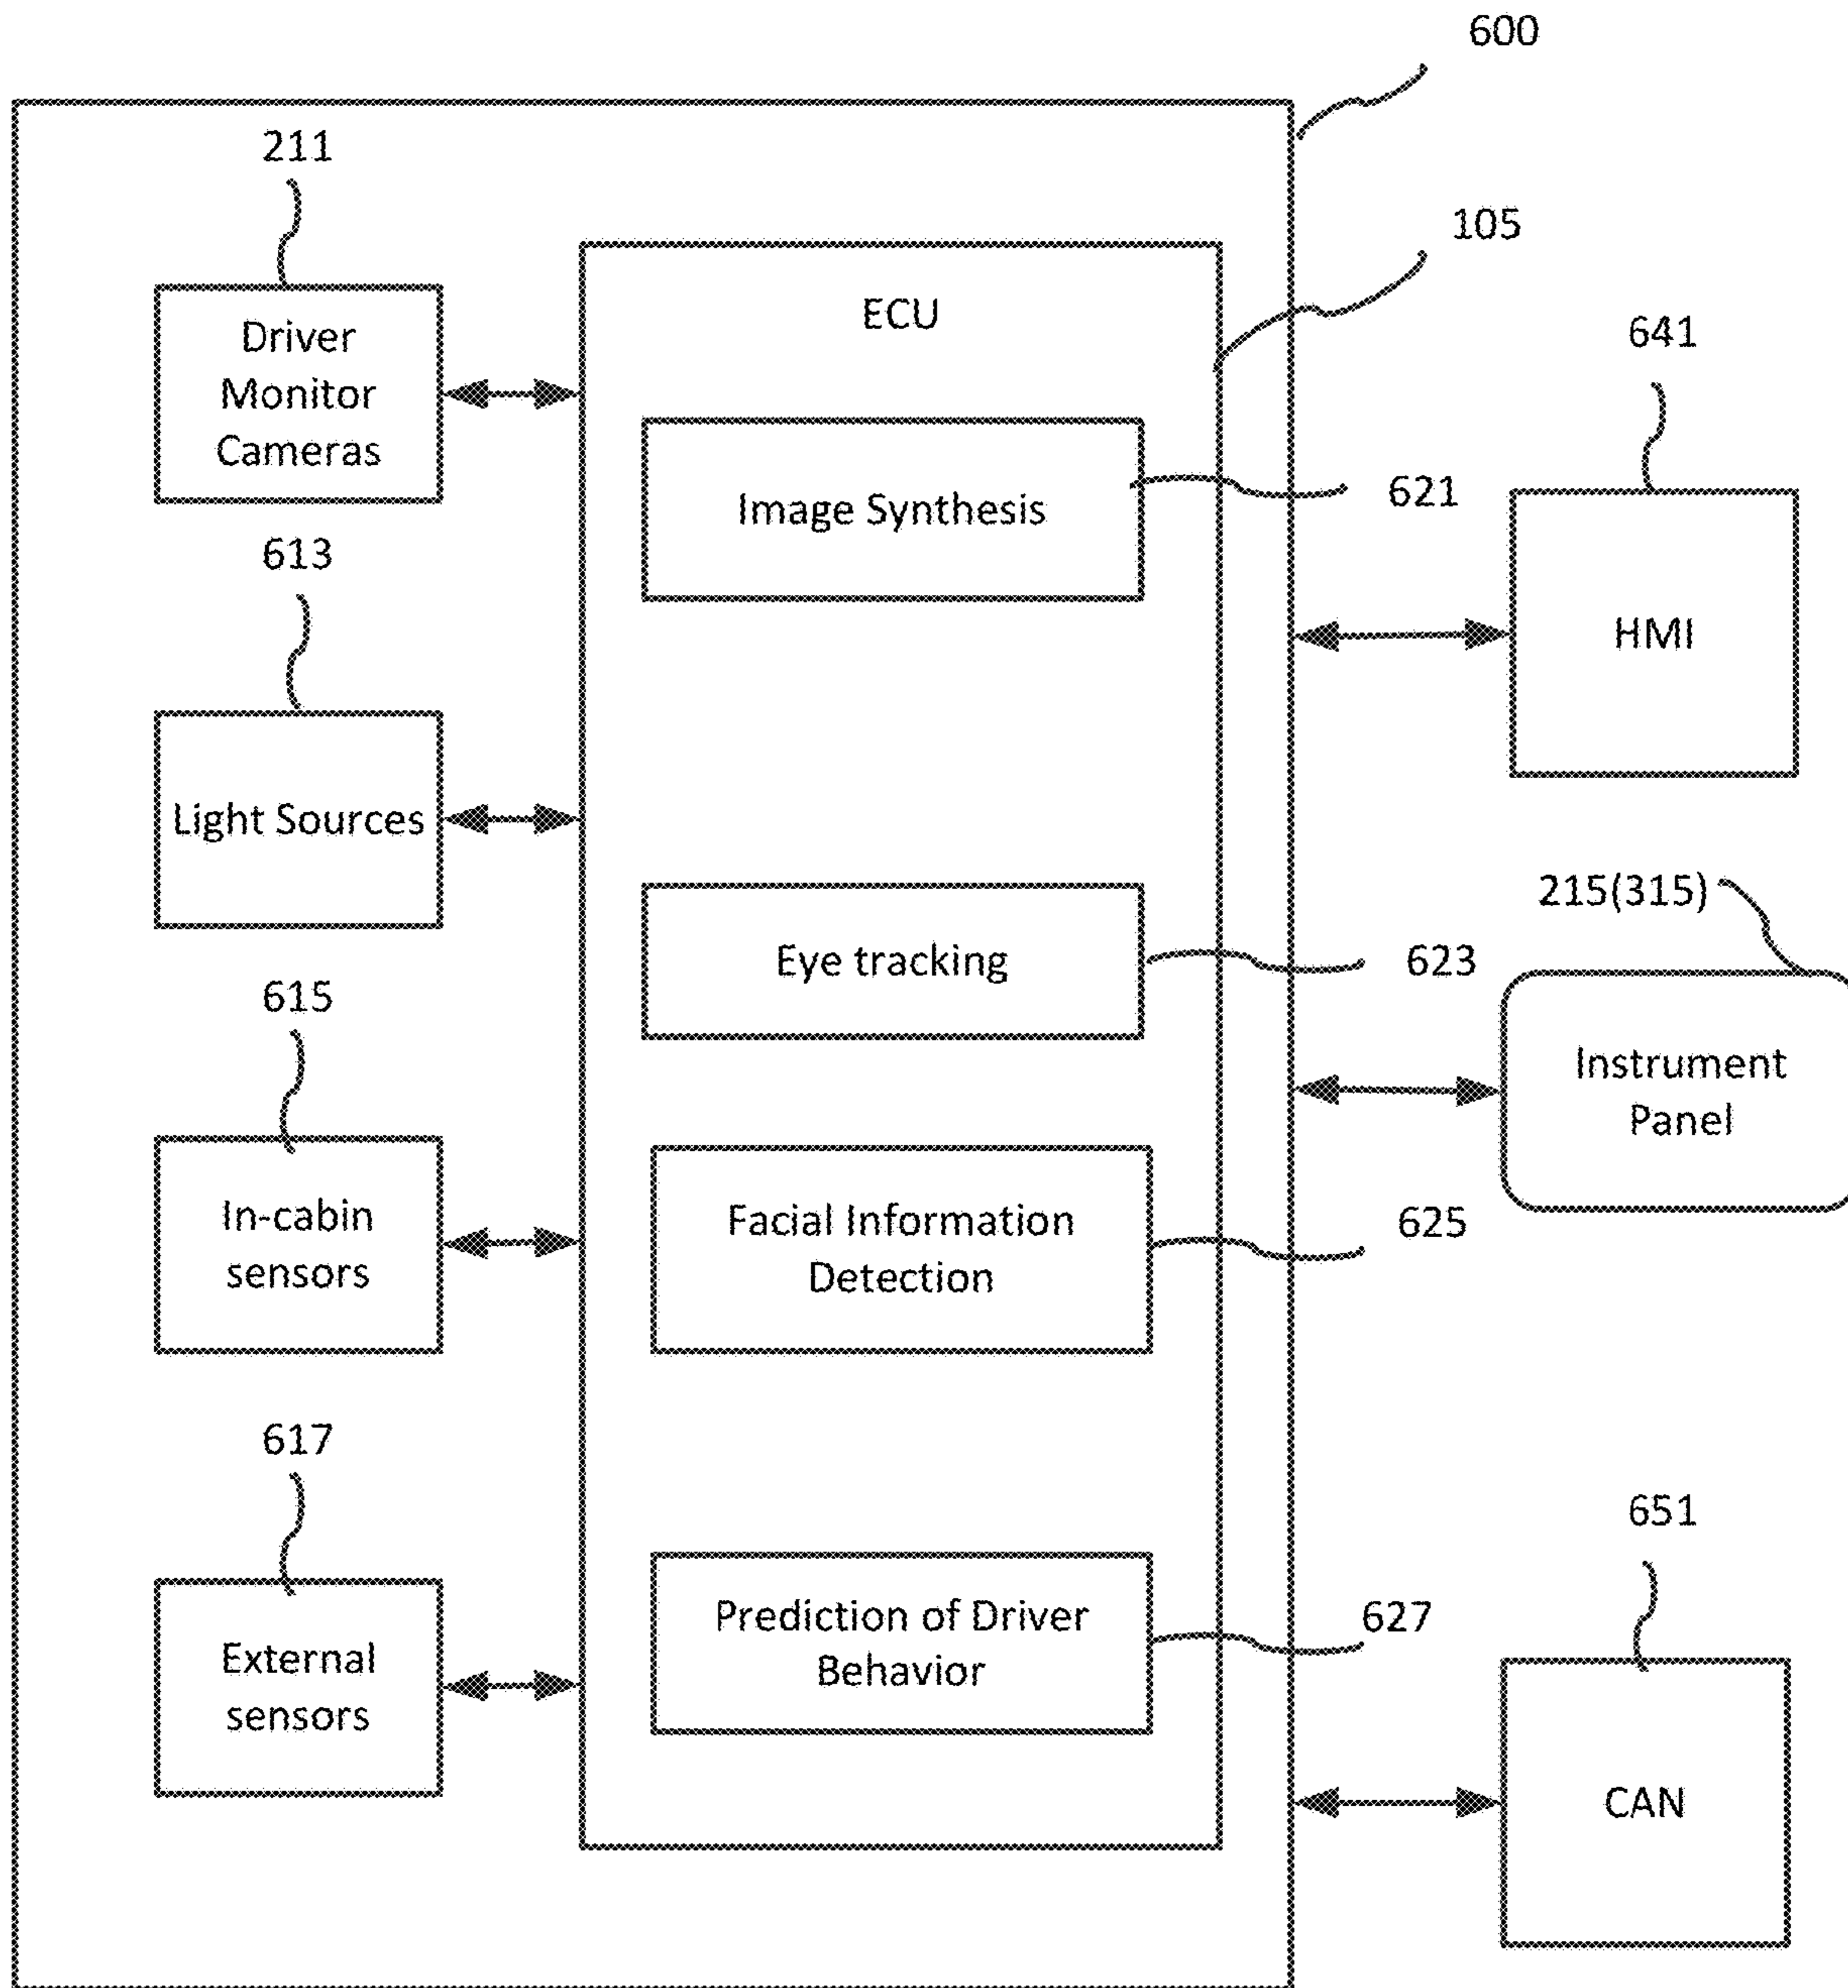 600
211
105
Driver
Monitor
Cameras
ECU
641
Image Synthesis
621
613
HMI
Light Sources
215(315)
Eye tracking
623
615
Instrument
Panel
In-cabin
sensors
Facial Information
Detection
625
617
651
Prediction of Driver
Behavior
627
External
sensors
CAN